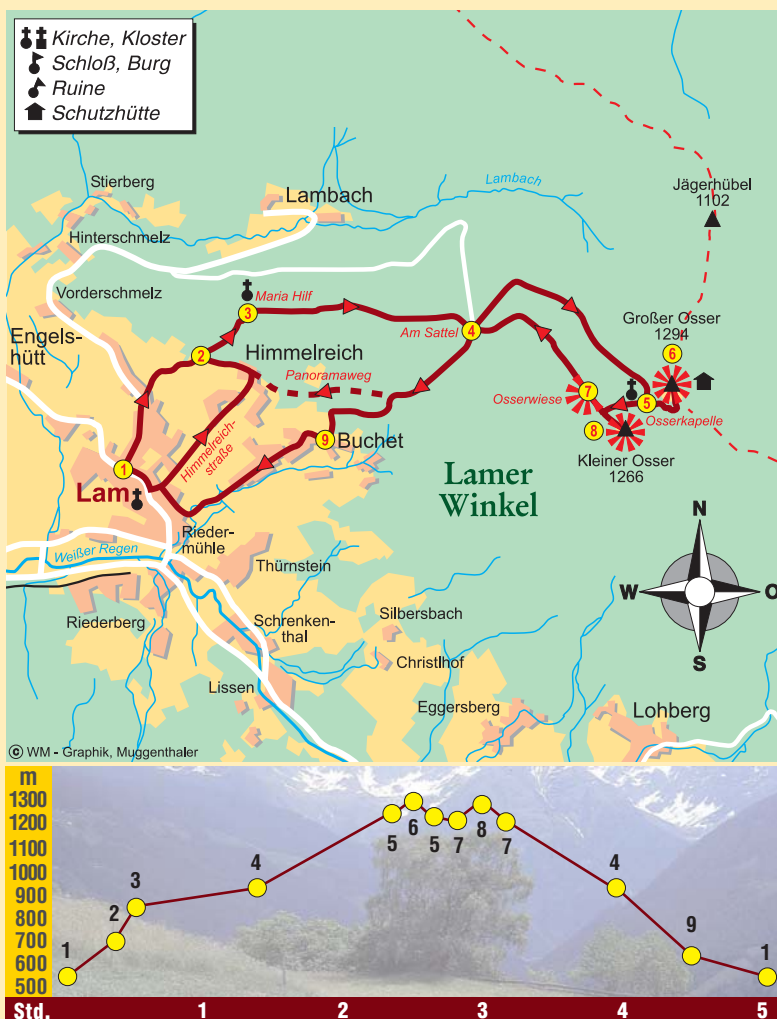 Kirche, Kloster
Schloß, Burg
Ruine
Schutzhütte
Stierberg
Lambach
Lambach
Jägerhübel
1102
Hinterschmelz
Vorderschmelz
Maria Hilf
3
Engels-
hütt
2
Himmelreich
Am Sattel
4
Großer Osser
1294
6
Panoramaweg
Osserwiese
7
5
Osserkapelle
8
Kleiner Osser
1266
Himmelreich-
straße
9
Buchet
1
Lam
Lamer
Winkel
Rieder-
mühle
Weißer Regen
Thürnstein
Riederberg
Schrenken-
thal
Silbersbach
Christlhof
Lissen
Eggersberg
Lohberg
N
W
O
S
© WM - Graphik, Muggenthaler
m
1300
1200
1100
1000
900
800
700
600
500
1
2
3
4
5
6
5
7
8
7
4
9
1
Std.
1
2
3
4
5